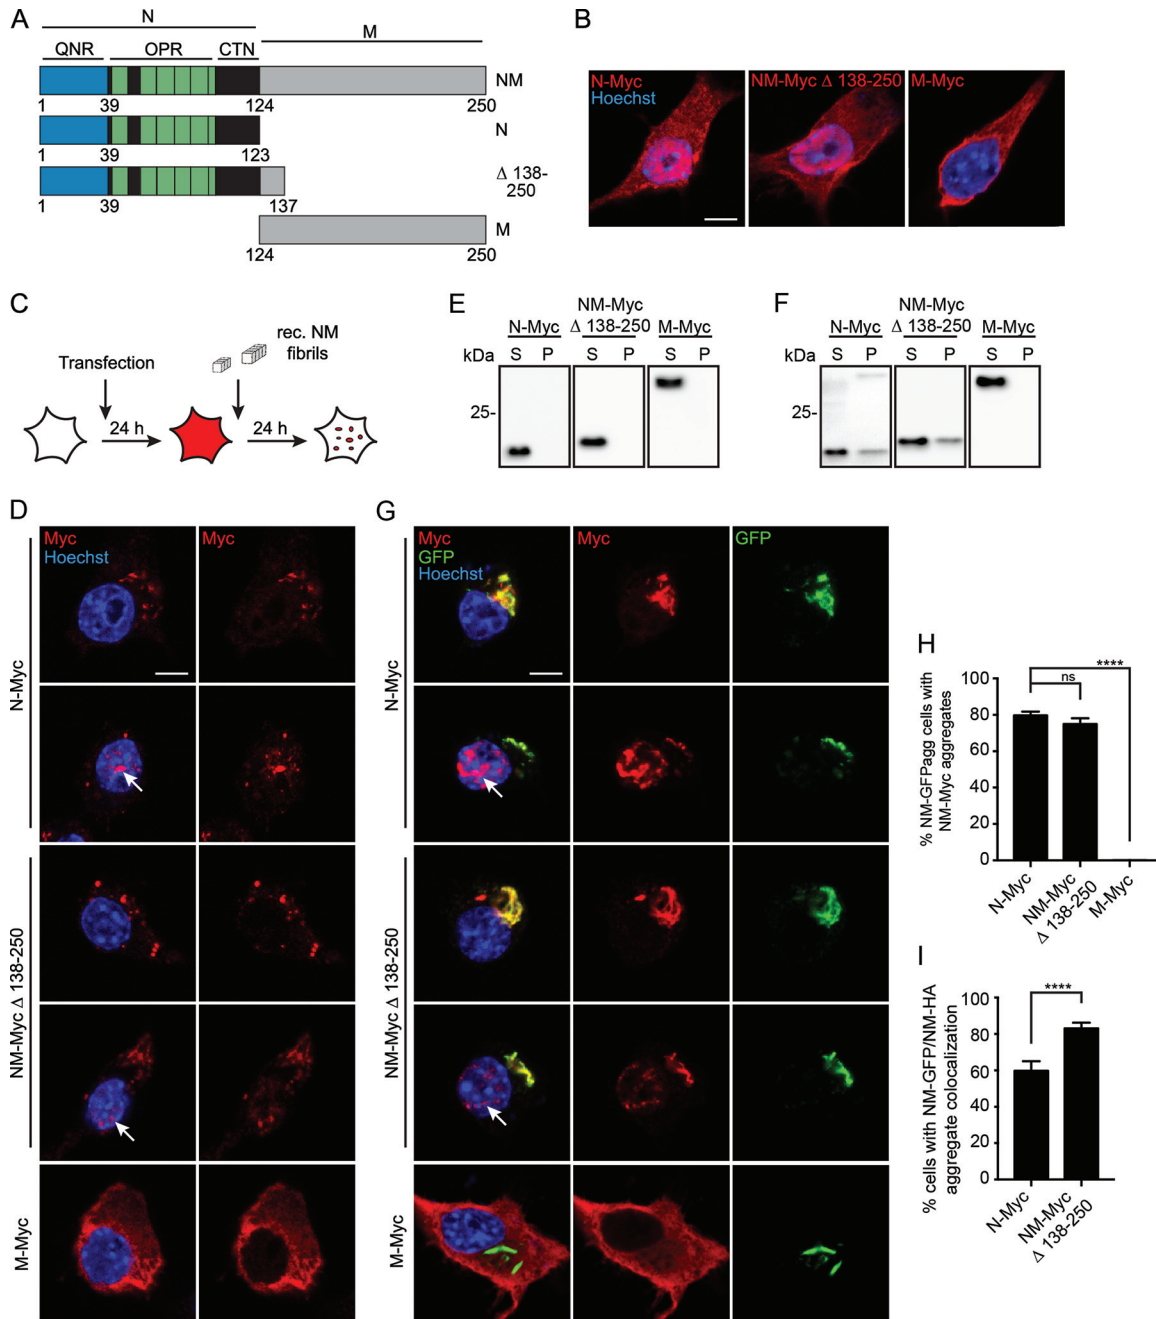 A
N
M
QNR
OPR
CTN
NM
1
39
124
250
N
1
39
123
Δ 138-
250
1
39
137
M
124
250
B
N-Myc
Hoechst
NM-Myc Δ 138-250
M-Myc
C
Transfection
rec. NM
fibrils
24 h
24 h
E
N-Myc
NM-Myc
Δ 138-250
M-Myc
kDa
S
P
S
P
S
P
25-
F
N-Myc
NM-Myc
Δ 138-250
M-Myc
kDa
S
P
S
P
S
P
25-
D
Myc
Hoechst
Myc
N-Myc
NM-Myc Δ 138-250
M-Myc
G
Myc
GFP
Hoechst
Myc
GFP
N-Myc
NM-Myc Δ 138-250
M-Myc
H
% NM-GFPagg cells with
NM-Myc aggregates
100
80
60
40
20
0
****
ns
N-Myc
NM-Myc
Δ 138-250
M-Myc
I
% cells with NM-GFP/NM-HA
aggregate colocalization
100
80
60
40
20
0
****
N-Myc
NM-Myc
Δ 138-250